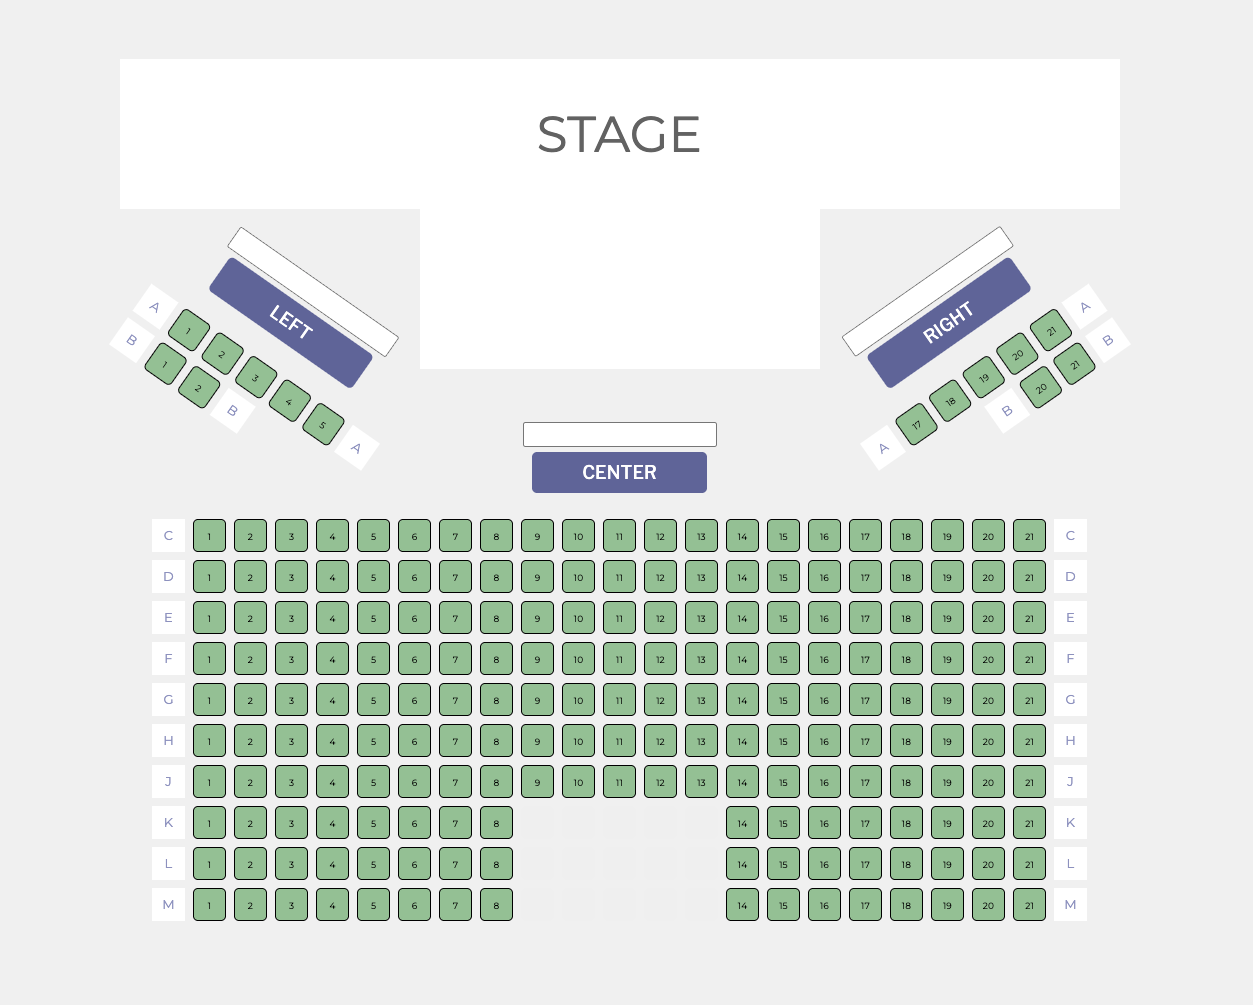 STAGE
LEFT
RIGHT
A 1 2 3 4 5 A
B 1 2 B
A 17 18 19 20 21 A
B 20 21 B
CENTER
C 1 2 3 4 5 6 7 8 9 10 11 12 13 14 15 16 17 18 19 20 21 C
D 1 2 3 4 5 6 7 8 9 10 11 12 13 14 15 16 17 18 19 20 21 D
E 1 2 3 4 5 6 7 8 9 10 11 12 13 14 15 16 17 18 19 20 21 E
F 1 2 3 4 5 6 7 8 9 10 11 12 13 14 15 16 17 18 19 20 21 F
G 1 2 3 4 5 6 7 8 9 10 11 12 13 14 15 16 17 18 19 20 21 G
H 1 2 3 4 5 6 7 8 9 10 11 12 13 14 15 16 17 18 19 20 21 H
J 1 2 3 4 5 6 7 8 9 10 11 12 13 14 15 16 17 18 19 20 21 J
K 1 2 3 4 5 6 7 8 14 15 16 17 18 19 20 21 K
L 1 2 3 4 5 6 7 8 14 15 16 17 18 19 20 21 L
M 1 2 3 4 5 6 7 8 14 15 16 17 18 19 20 21 M